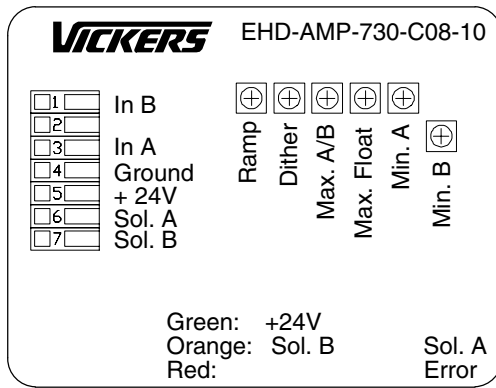 VICKERS EHD-AMP-730-C08-10
1 In B
2
3 In A
4 Ground
5 + 24V
6 Sol. A
7 Sol. B
Ramp
Dither
Max. A/B
Max. Float
Min. A
Min. B
Green: +24V
Orange: Sol. B Sol. A
Red: Error